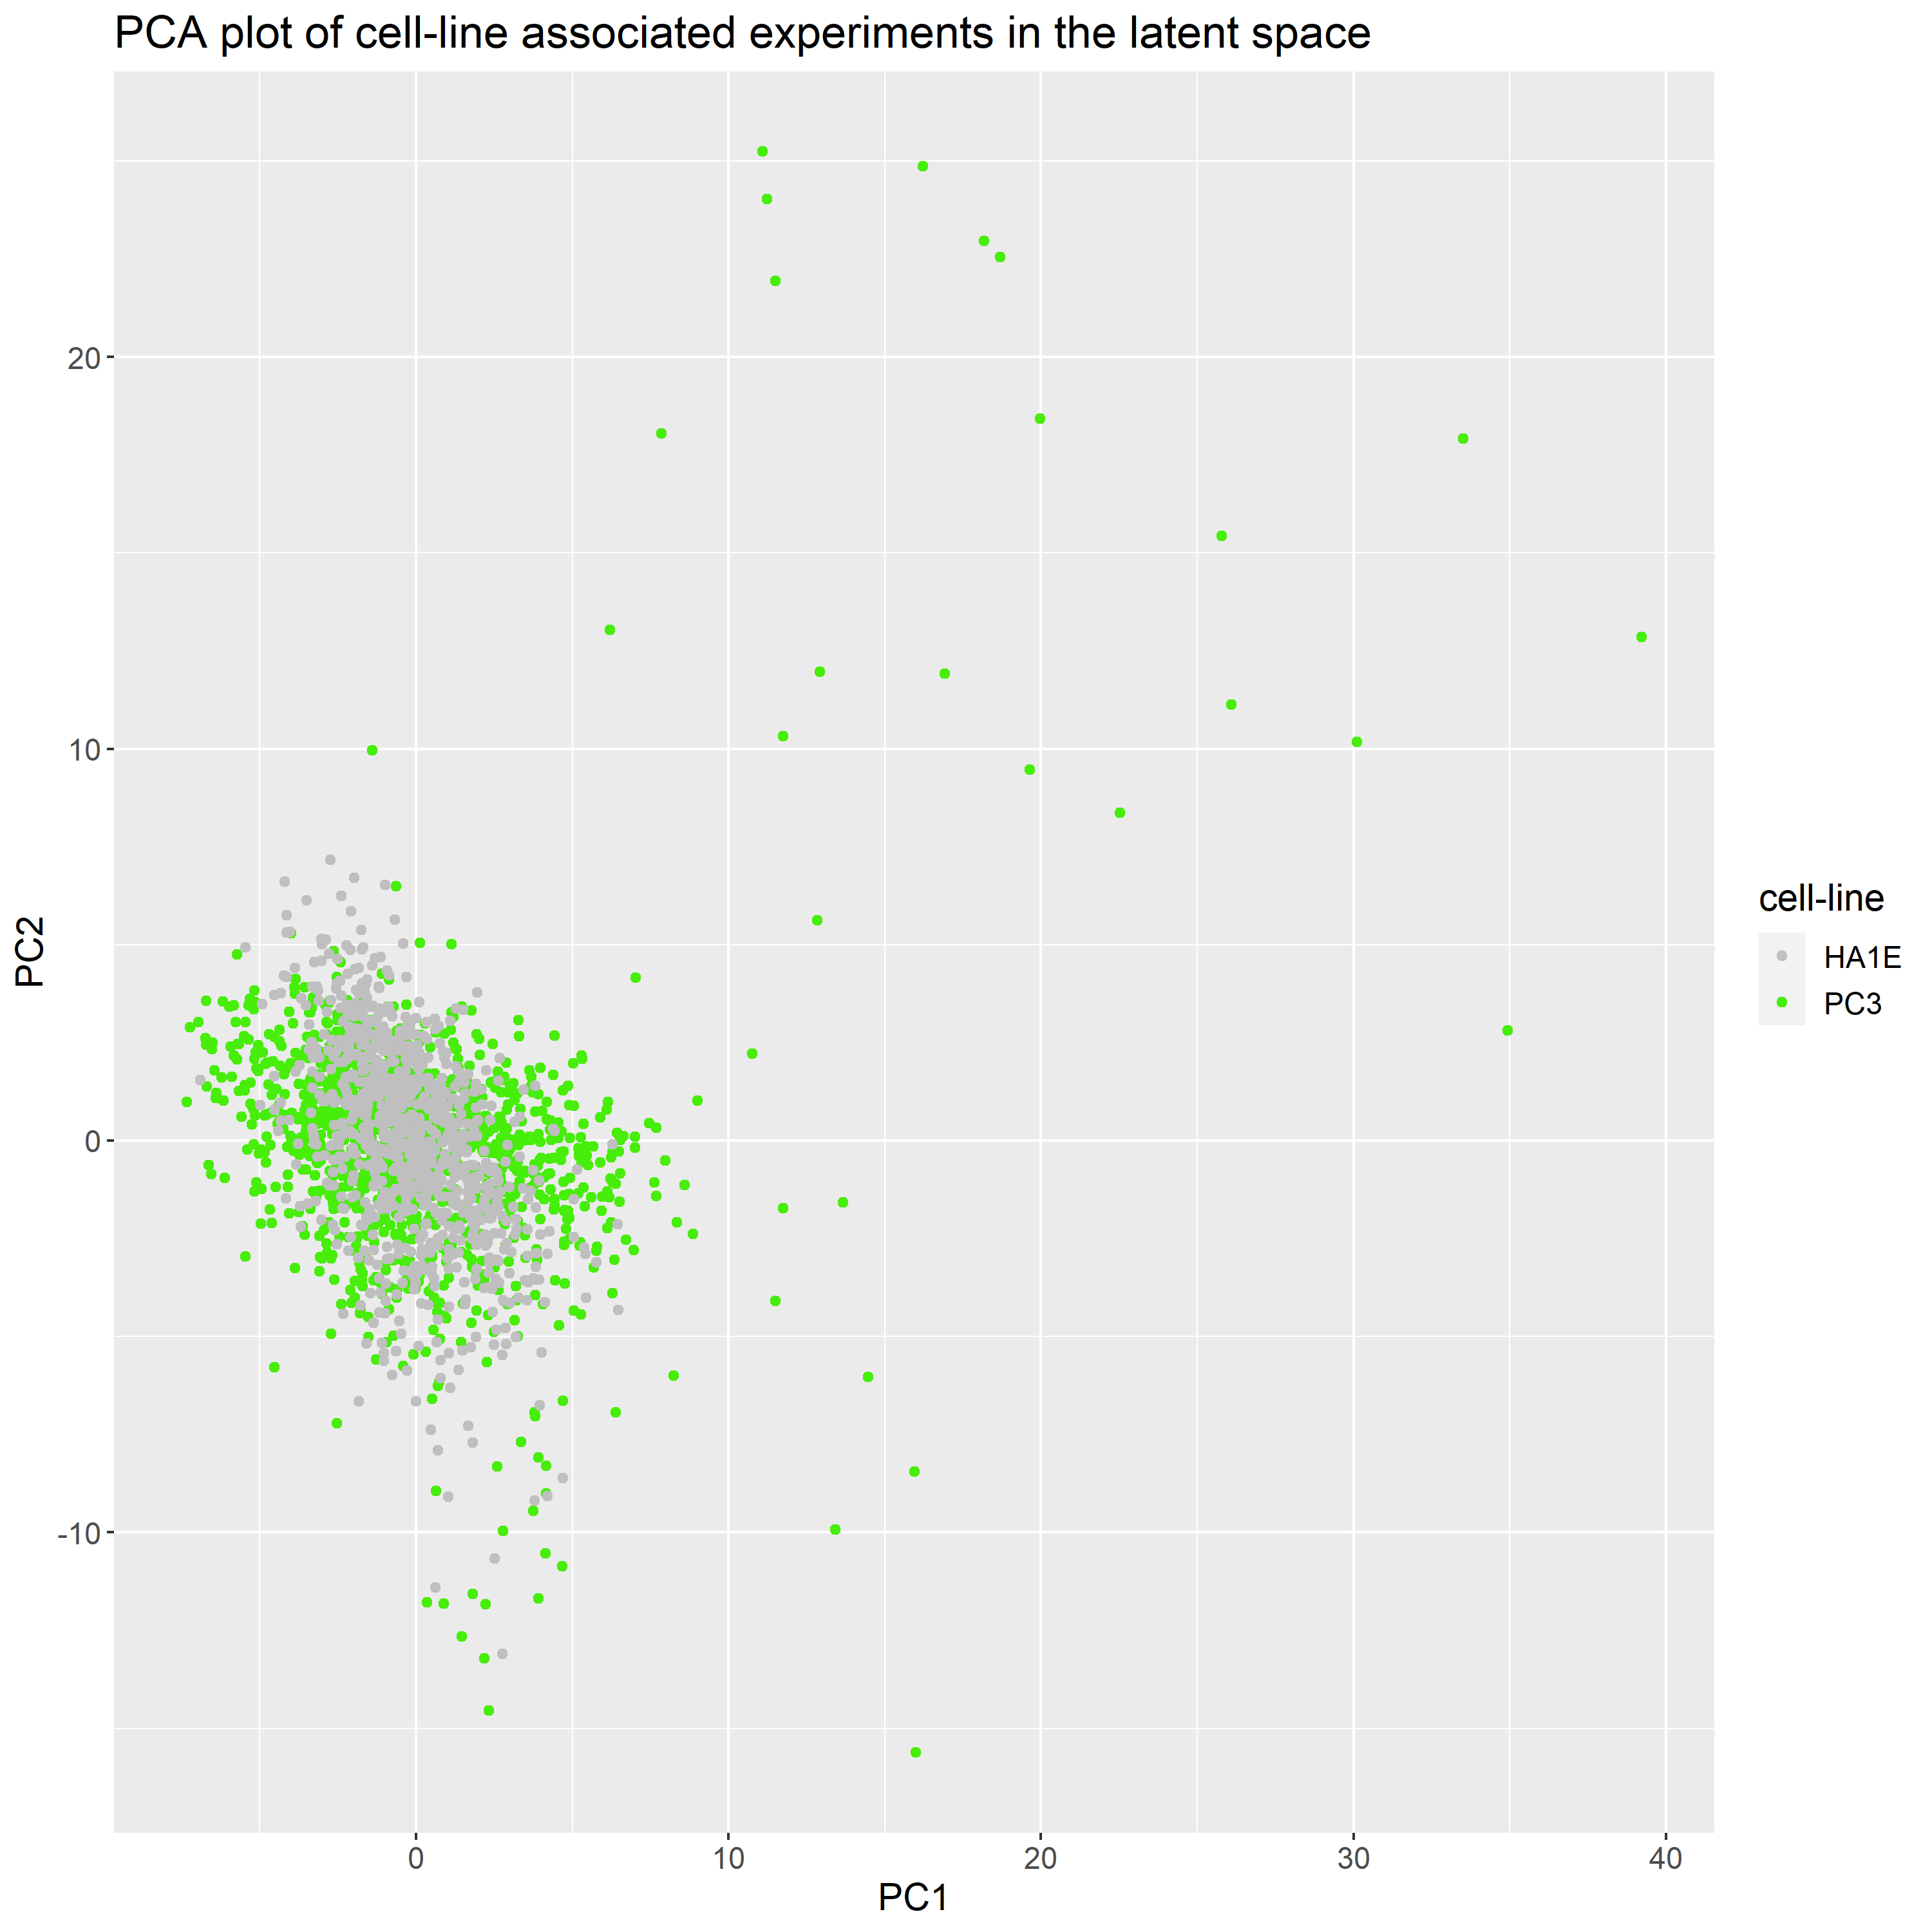 PCA plot of cell-line associated experiments in the latent space
20
10
0
-10
PC2
0 10 20 30 40
PC1
cell-line
HA1E
PC3